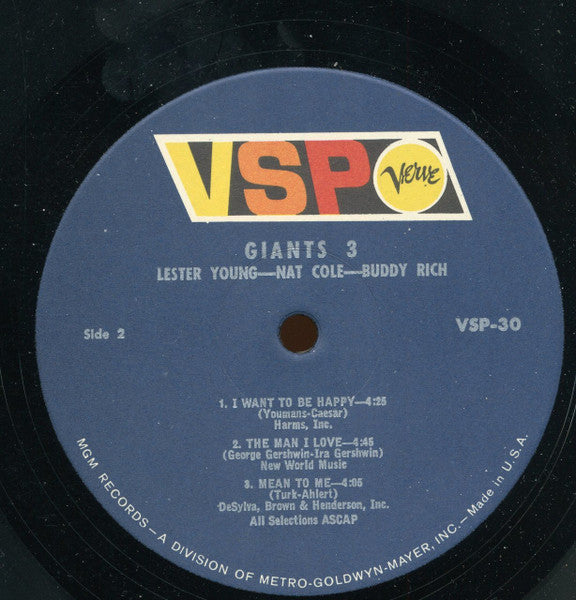 VSP Verve
GIANTS 3
LESTER YOUNG—NAT COLE—BUDDY RICH
Side 2
VSP-30
1. I WANT TO BE HAPPY—4:25
(Youmans-Caesar)
Harms, Inc.
2. THE MAN I LOVE—4:45
(George Gershwin-Ira Gershwin)
New World Music
3. MEAN TO ME—4:05
(Turk-Ahlert)
DeSylva, Brown & Henderson, Inc.
All Selections ASCAP
MGM RECORDS—A DIVISION OF METRO-GOLDWYN-MAYER, INC.—Made in U.S.A.